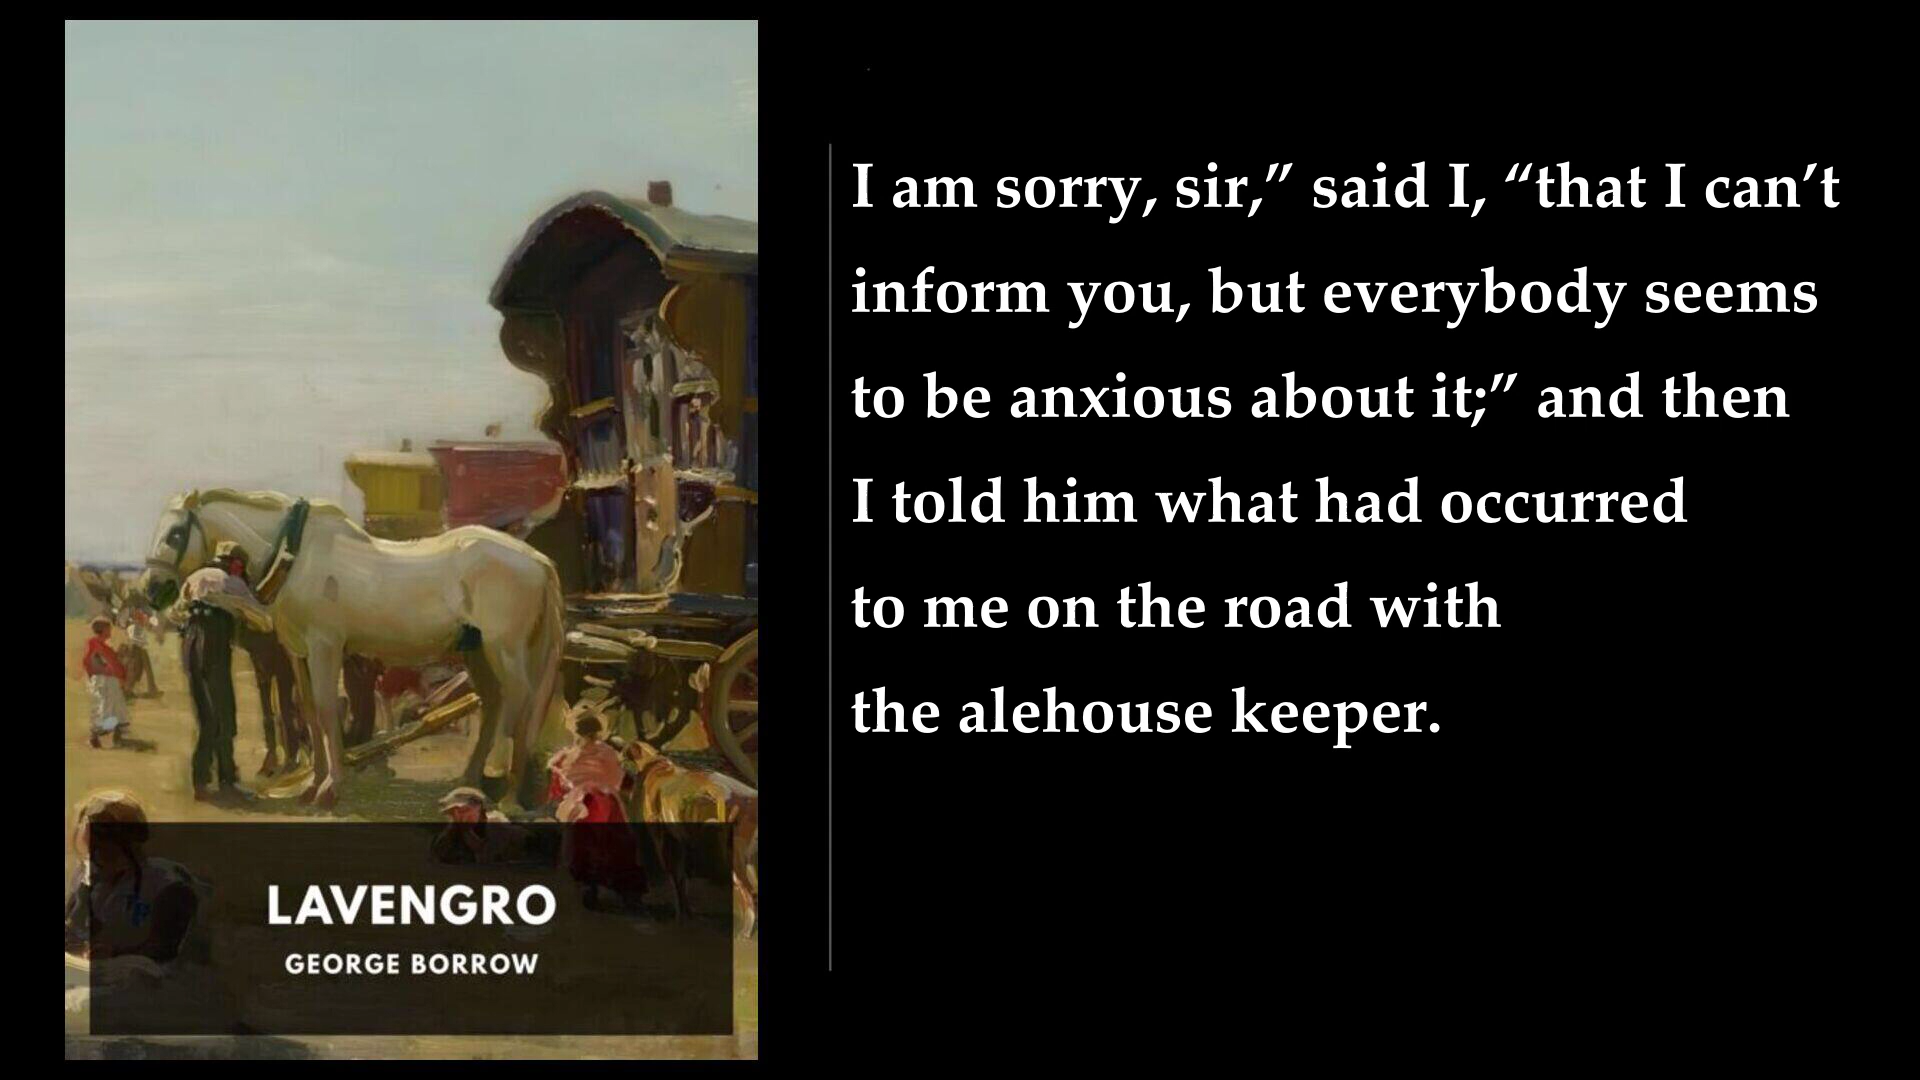 I am sorry, sir,” said I, “that I can’t
inform you, but everybody seems
to be anxious about it;” and then
I told him what had occurred
to me on the road with
the alehouse keeper.
LAVENGRO
GEORGE BORROW